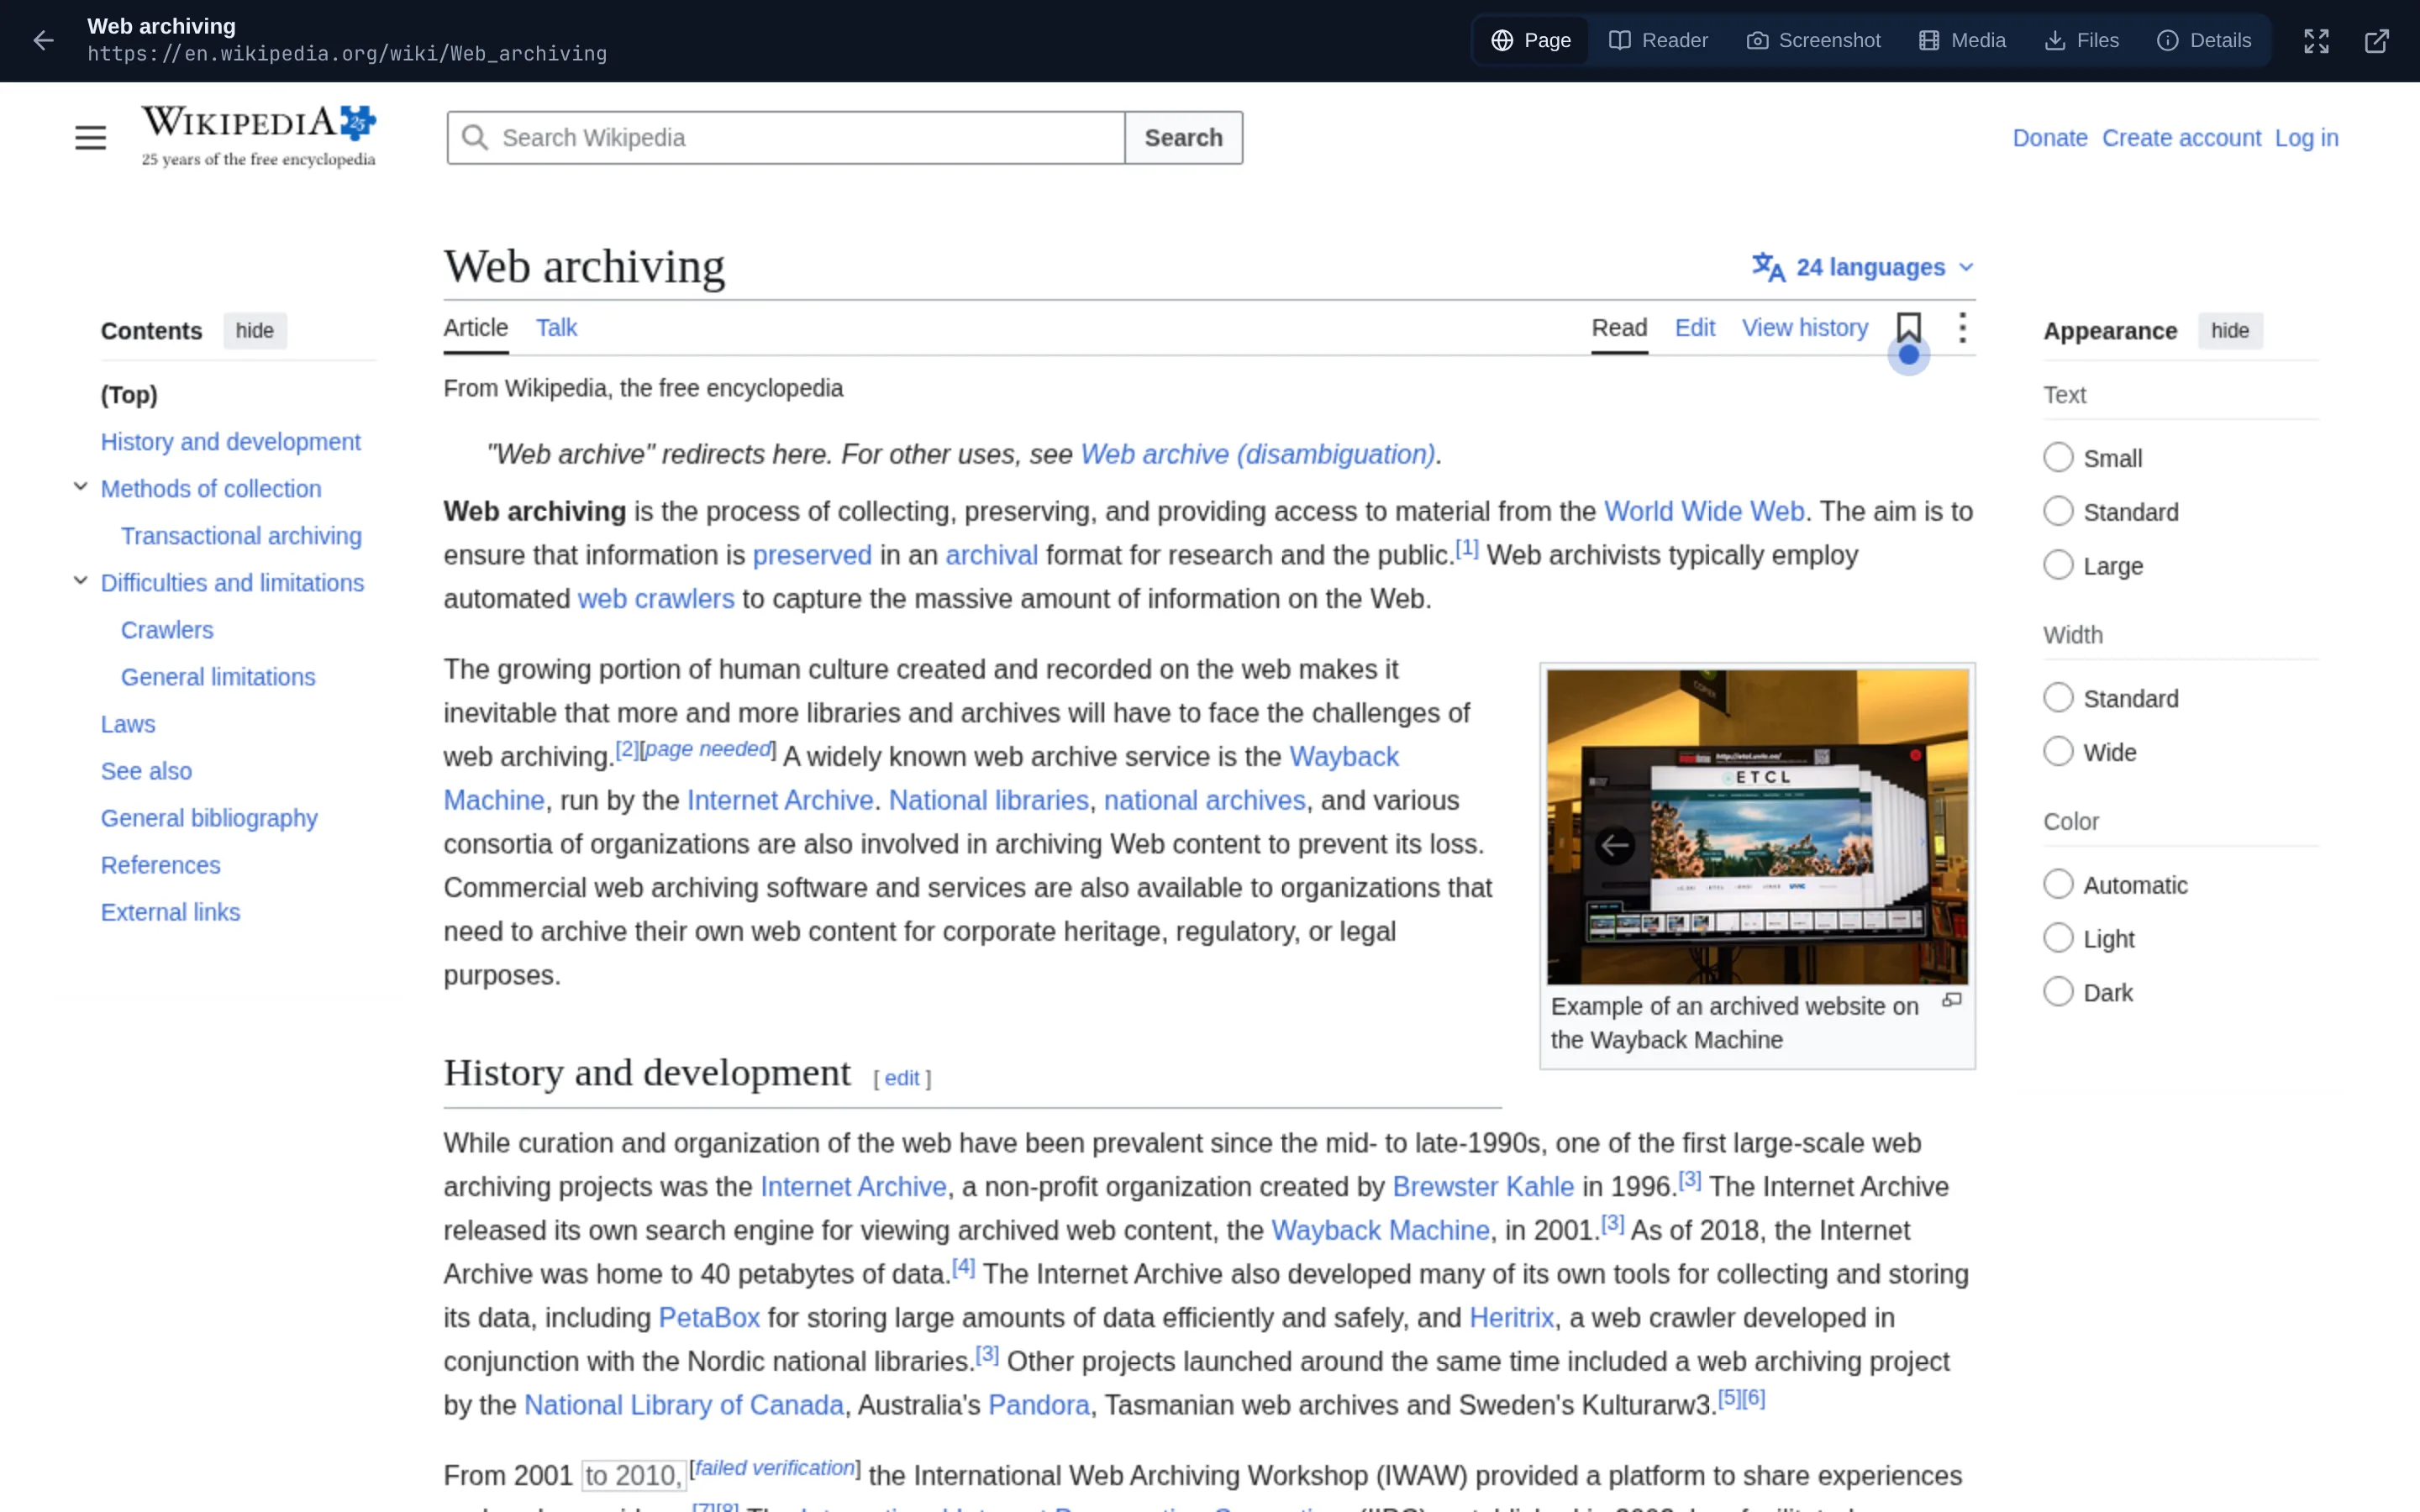 Web archiving
https://en.wikipedia.org/wiki/Web_archiving
Page
Reader
Screenshot
Media
Files
Details
WIKIPEDIA
25
25 years of the free encyclopedia
Search Wikipedia
Search
Donate
Create account
Log in
Contents
hide
(Top)
History and development
Methods of collection
Transactional archiving
Difficulties and limitations
Crawlers
General limitations
Laws
See also
General bibliography
References
External links
Web archiving
24 languages
Article
Talk
Read
Edit
View history
From Wikipedia, the free encyclopedia
"Web archive" redirects here. For other uses, see Web archive (disambiguation).
Web archiving is the process of collecting, preserving, and providing access to material from the World Wide Web. The aim is to
ensure that information is preserved in an archival format for research and the public.[1] Web archivists typically employ
automated web crawlers to capture the massive amount of information on the Web.
The growing portion of human culture created and recorded on the web makes it
inevitable that more and more libraries and archives will have to face the challenges of
web archiving.[2][page needed] A widely known web archive service is the Wayback
Machine, run by the Internet Archive. National libraries, national archives, and various
consortia of organizations are also involved in archiving Web content to prevent its loss.
Commercial web archiving software and services are also available to organizations that
need to archive their own web content for corporate heritage, regulatory, or legal
purposes.
ETCL
Example of an archived website on
the Wayback Machine
History and development [ edit ]
While curation and organization of the web have been prevalent since the mid- to late-1990s, one of the first large-scale web
archiving projects was the Internet Archive, a non-profit organization created by Brewster Kahle in 1996.[3] The Internet Archive
released its own search engine for viewing archived web content, the Wayback Machine, in 2001.[3] As of 2018, the Internet
Archive was home to 40 petabytes of data.[4] The Internet Archive also developed many of its own tools for collecting and storing
its data, including PetaBox for storing large amounts of data efficiently and safely, and Heritrix, a web crawler developed in
conjunction with the Nordic national libraries.[3] Other projects launched around the same time included a web archiving project
by the National Library of Canada, Australia's Pandora, Tasmanian web archives and Sweden's Kulturarw3.[5][6]
From 2001 to 2010,[failed verification] the International Web Archiving Workshop (IWAW) provided a platform to share experiences
Appearance
hide
Text
Small
Standard
Large
Width
Standard
Wide
Color
Automatic
Light
Dark